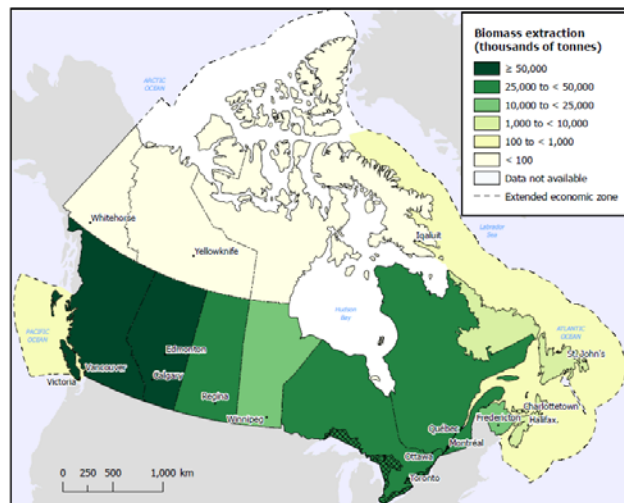 Biomass extraction
(thousands of tonnes)
≥ 50,000
25,000 to < 50,000
10,000 to < 25,000
1,000 to < 10,000
100 to < 1,000
< 100
Data not available
Extended economic zone
ARCTIC
OCEAN
Whitehorse
Yellowknife
Iqaluit
Labrador
Sea
Hudson
Bay
PACIFIC
OCEAN
ATLANTIC
OCEAN
St. John's
Edmonton
Vancouver
Calgary
Victoria
Regina
Winnipeg
Charlottetown
Fredericton
Halifax
Québec
Montréal
Ottawa
Toronto
0 250 500 1,000 km